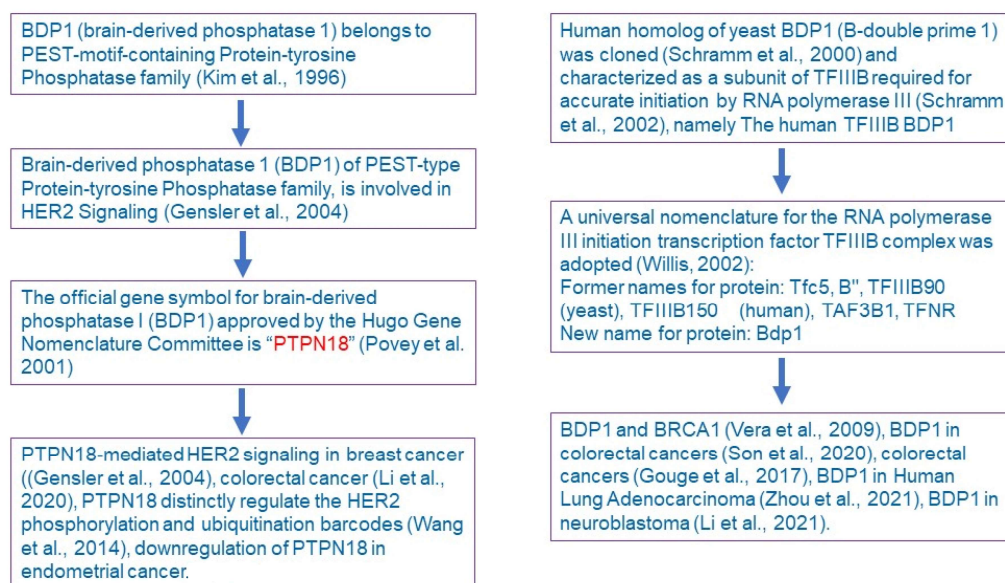 BDP1 (brain-derived phosphatase 1) belongs to
PEST-motif-containing Protein-tyrosine
Phosphatase family (Kim et al., 1996)
Brain-derived phosphatase 1 (BDP1) of PEST-type
Protein-tyrosine Phosphatase family, is involved in
HER2 Signaling (Gensler et al., 2004)
The official gene symbol for brain-derived
phosphatase I (BDP1) approved by the Hugo Gene
Nomenclature Committee is “PTPN18” (Povey et al.
2001)
PTPN18-mediated HER2 signaling in breast cancer
((Gensler et al., 2004), colorectal cancer (Li et al.,
2020), PTPN18 distinctly regulate the HER2
phosphorylation and ubiquitination barcodes (Wang
et al., 2014), downregulation of PTPN18 in
endometrial cancer.
Human homolog of yeast BDP1 (B-double prime 1)
was cloned (Schramm et al., 2000) and
characterized as a subunit of TFIIIB required for
accurate initiation by RNA polymerase III (Schramm
et al., 2002), namely The human TFIIIB BDP1
A universal nomenclature for the RNA polymerase
III initiation transcription factor TFIIIB complex was
adopted (Willis, 2002):
Former names for protein: Tfc5, B", TFIIIB90
(yeast), TFIIIB150 (human), TAF3B1, TFNR
New name for protein: Bdp1
BDP1 and BRCA1 (Vera et al., 2009), BDP1 in
colorectal cancers (Son et al., 2020), colorectal
cancers (Gouge et al., 2017), BDP1 in Human
Lung Adenocarcinoma (Zhou et al., 2021), BDP1 in
neuroblastoma (Li et al., 2021).